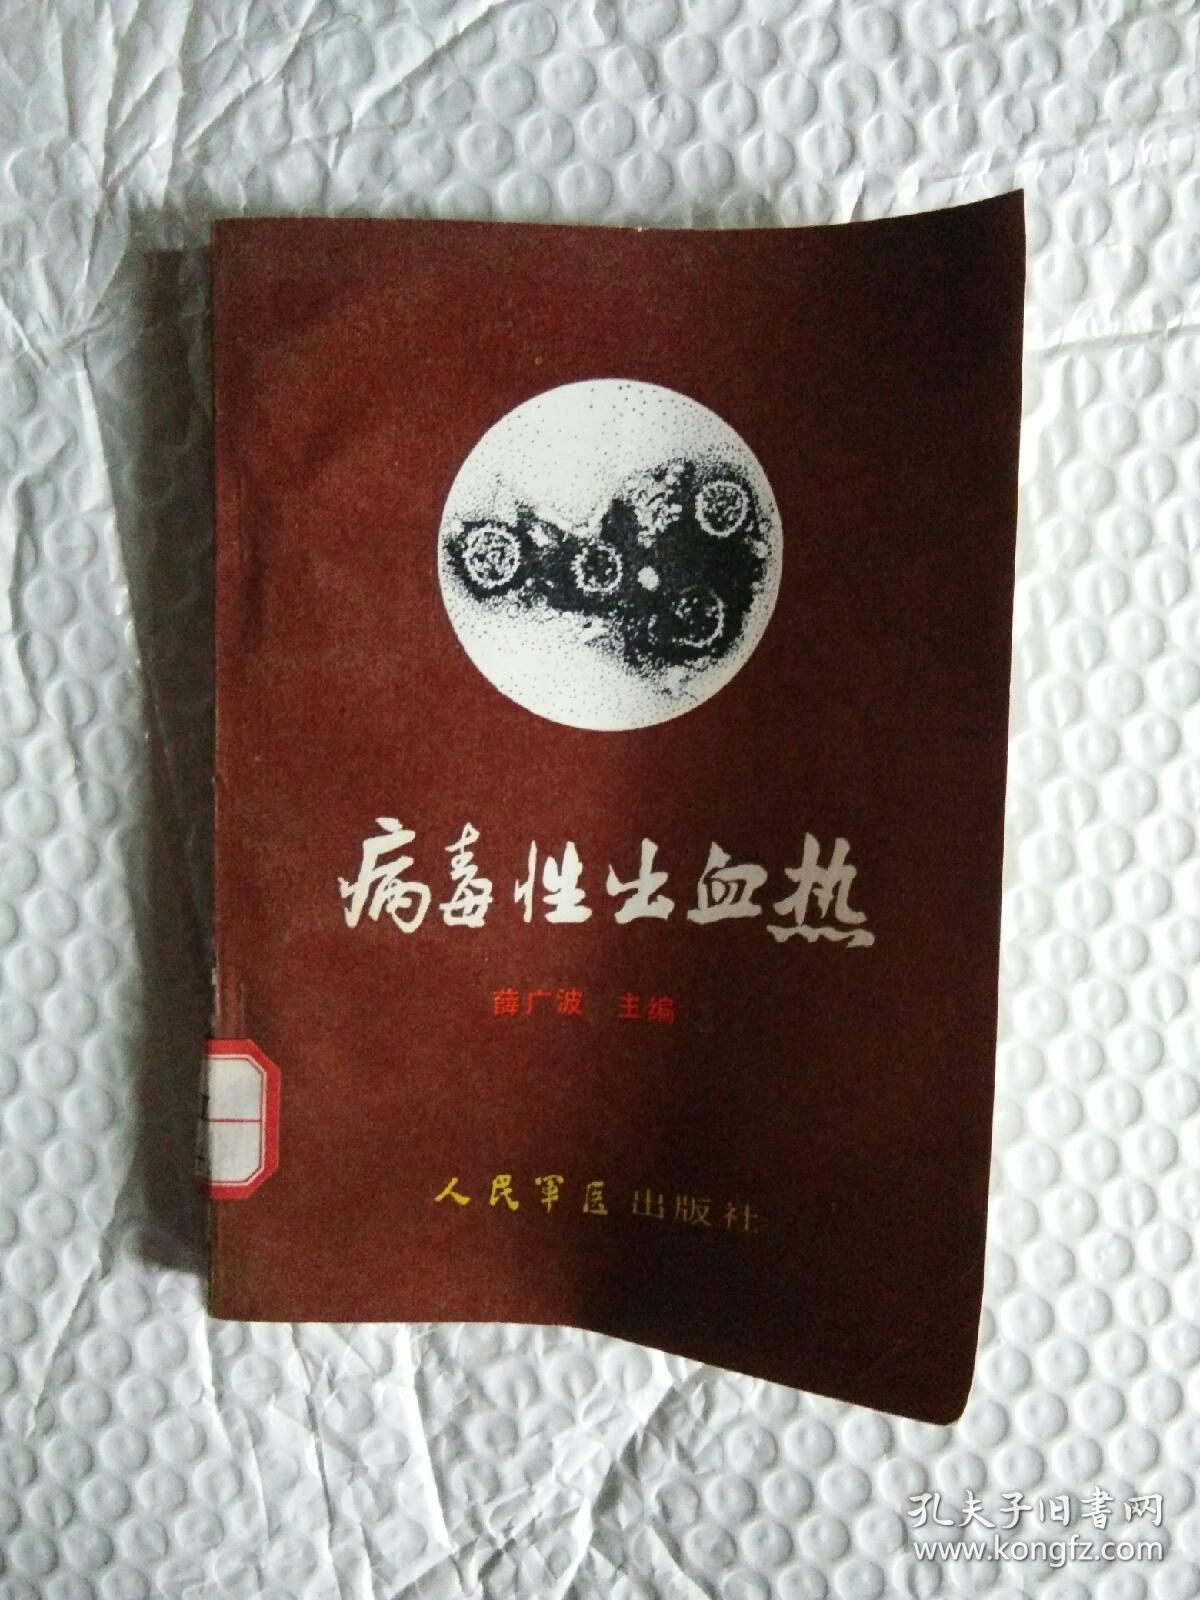 病毒性出血热
薛广波 主编
人民軍医出版社
孔夫子旧书网
www.kongfz.com